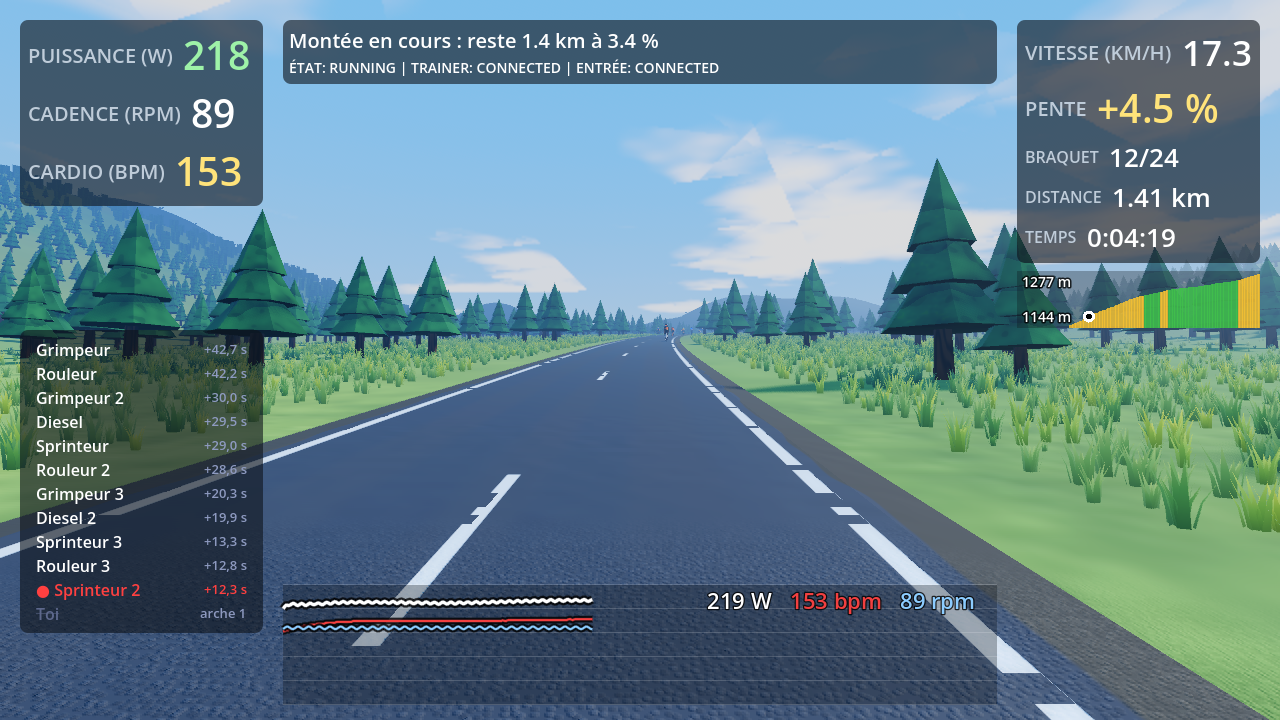 PUISSANCE (W) 218
CADENCE (RPM) 89
CARDIO (BPM) 153
Montée en cours : reste 1.4 km à 3.4 %
ÉTAT: RUNNING | TRAINER: CONNECTED | ENTRÉE: CONNECTED
VITESSE (KM/H) 17.3
PENTE +4.5 %
BRAQUET 12/24
DISTANCE 1.41 km
TEMPS 0:04:19
1277 m
1144 m
Grimpeur +42,7 s
Rouleur +42,2 s
Grimpeur 2 +30,0 s
Diesel +29,5 s
Sprinteur +29,0 s
Rouleur 2 +28,6 s
Grimpeur 3 +20,3 s
Diesel 2 +19,9 s
Sprinteur 3 +13,3 s
Rouleur 3 +12,8 s
Sprinteur 2 +12,3 s
Toi arche 1
219 W 153 bpm 89 rpm